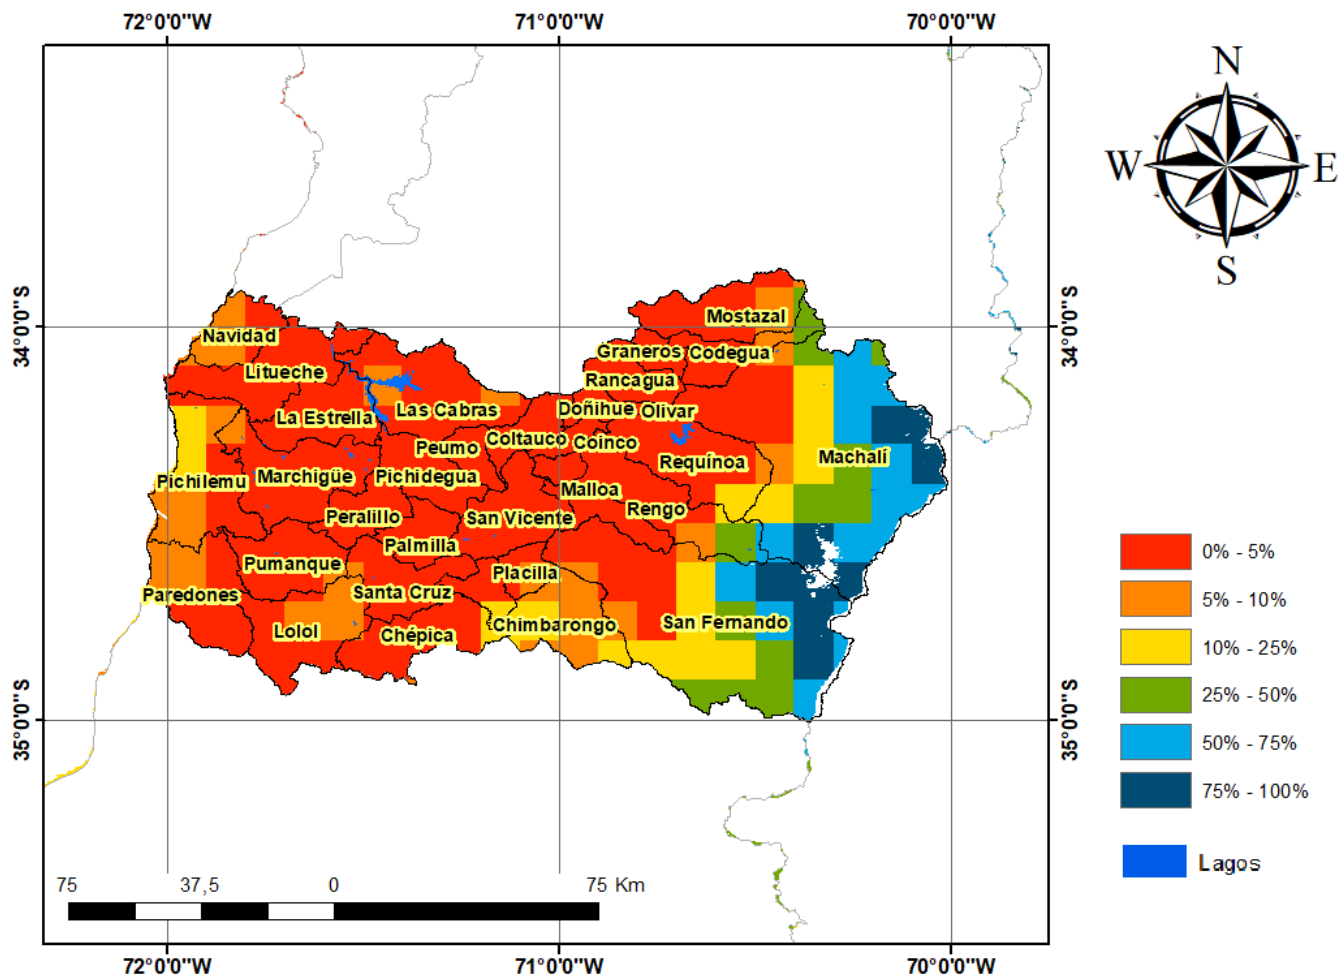 72°0'0"W 71°0'0"W 70°0'0"W
N
W E
S
34°0'0"S 34°0'0"S
Mostazal
Navidad
Graneros Codegua
Litueche
Rancagua
La Estrella Las Cabras Doñihue Olivar
Peumo Coltauco Coinco
Pichilemu Marchigüe Pichidegua Requínoa Machalí
Malloa
Peralillo San Vicente Rengo
Palmilla
Pumanque Placilla
Paredones Santa Cruz
Lolol Chépica Chimbarongo San Fernando
0% - 5%
5% - 10%
10% - 25%
25% - 50%
50% - 75%
75% - 100%
Lagos
35°0'0"S 35°0'0"S
75 37,5 0 75 Km
72°0'0"W 71°0'0"W 70°0'0"W